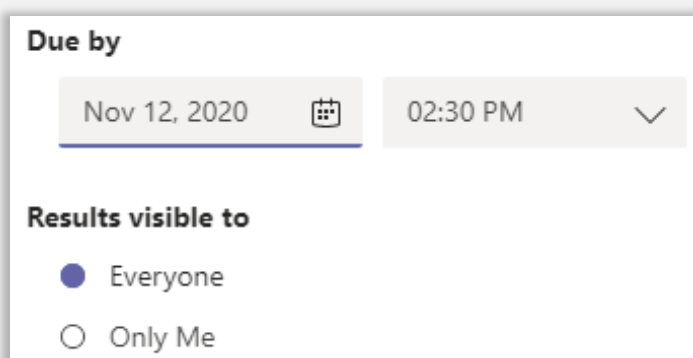 Due by
Nov 12, 2020 02:30 PM
Results visible to
Everyone
Only Me